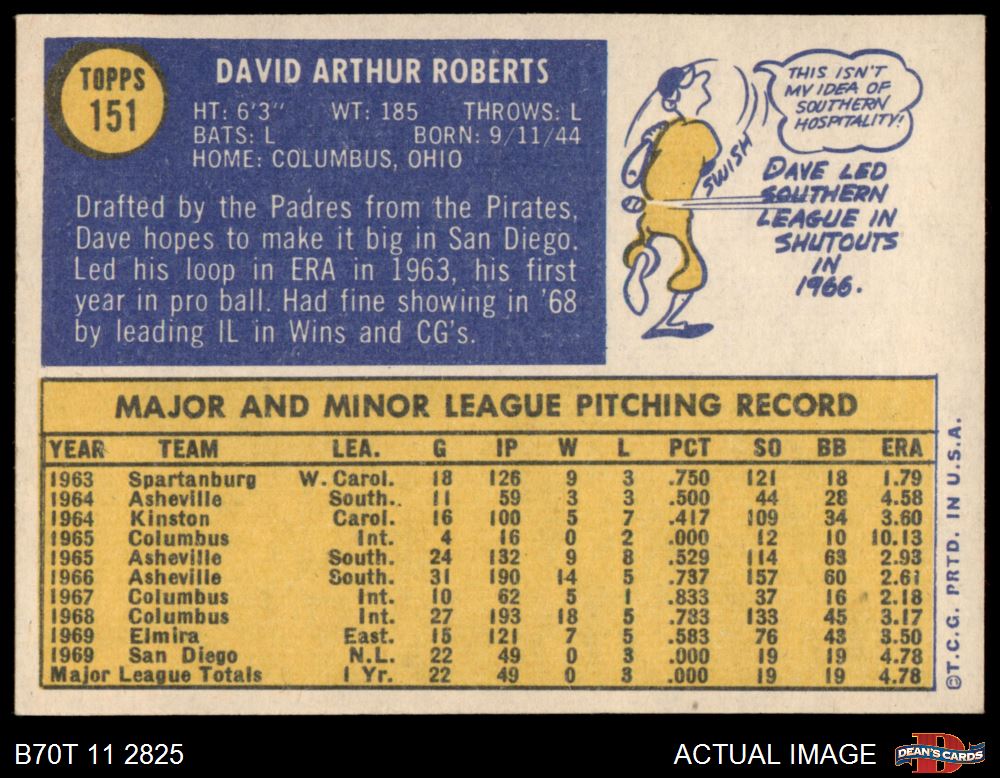 TOPPS
151
DAVID ARTHUR ROBERTS
HT: 6'3" WT: 185 THROWS: L
BATS: L BORN: 9/11/44
HOME: COLUMBUS, OHIO
Drafted by the Padres from the Pirates,
Dave hopes to make it big in San Diego.
Led his loop in ERA in 1963, his first
year in pro ball. Had fine showing in '68
by leading IL in Wins and CG's.
THIS ISN'T
MY IDEA OF
SOUTHERN
HOSPITALITY!
SWISH
DAVE LED
SOUTHERN
LEAGUE IN
SHUTOUTS
IN
1966.
MAJOR AND MINOR LEAGUE PITCHING RECORD
YEAR TEAM LEA. G IP W L PCT SO BB ERA
1963 Spartanburg W. Carol. 18 126 9 3 .750 121 18 1.79
1964 Asheville South. 11 59 3 3 .500 44 28 4.58
1964 Kinston Carol. 16 100 5 7 .417 109 34 3.60
1965 Columbus Int. 4 16 0 2 .000 12 10 10.13
1965 Asheville South. 24 132 9 8 .529 114 63 2.93
1966 Asheville South. 31 190 14 5 .737 157 60 2.61
1967 Columbus Int. 10 62 5 1 .833 37 16 2.18
1968 Columbus Int. 27 193 18 5 .783 133 45 3.17
1969 Elmira East. 15 121 7 5 .583 76 43 3.50
1969 San Diego N.L. 22 49 0 3 .000 19 19 4.78
Major League Totals 1 Yr. 22 49 0 3 .000 19 19 4.78
©T.C.G. PRTD. IN U.S.A.
B70T 11 2825
ACTUAL IMAGE
DEAN'S CARDS